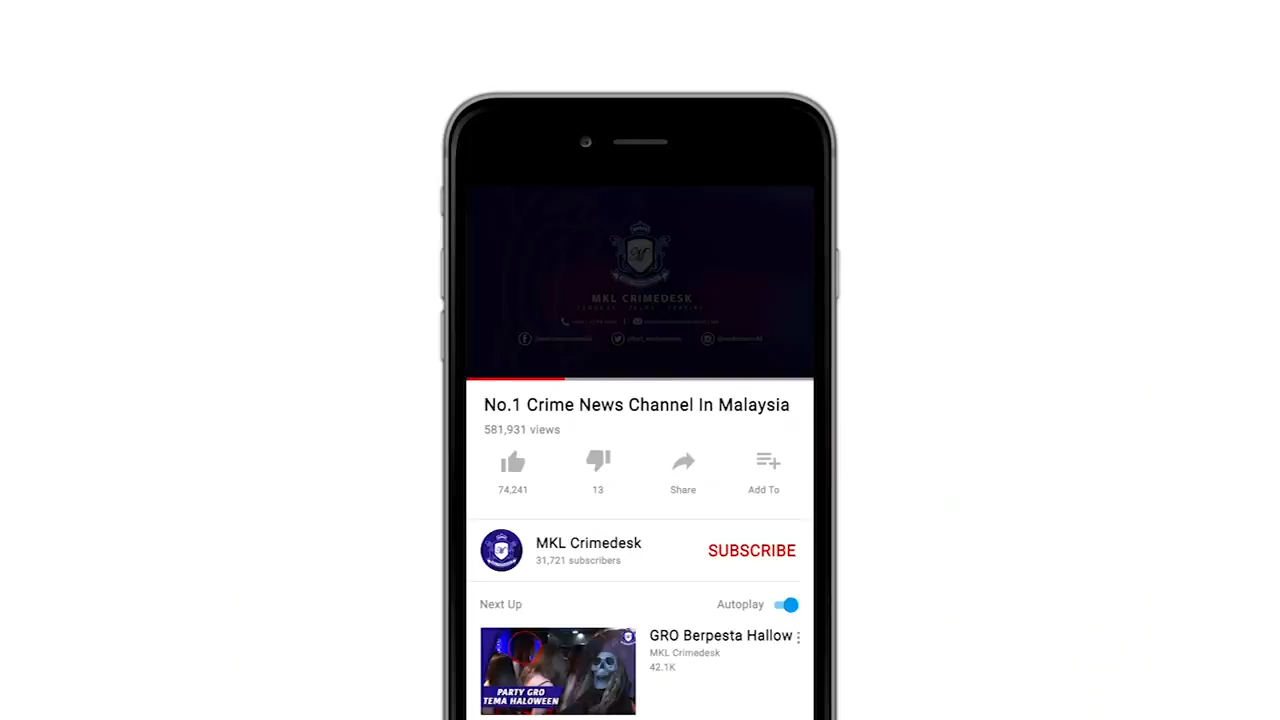 MKL CRIMEDESK
No.1 Crime News Channel In Malaysia
581,931 views
74,241
13
Share
Add To
MKL Crimedesk
31,721 subscribers
SUBSCRIBE
Next Up
Autoplay
GRO Berpesta Hallow
MKL Crimedesk
42.1K
PARTY GRO
TEMA HALOWEEN